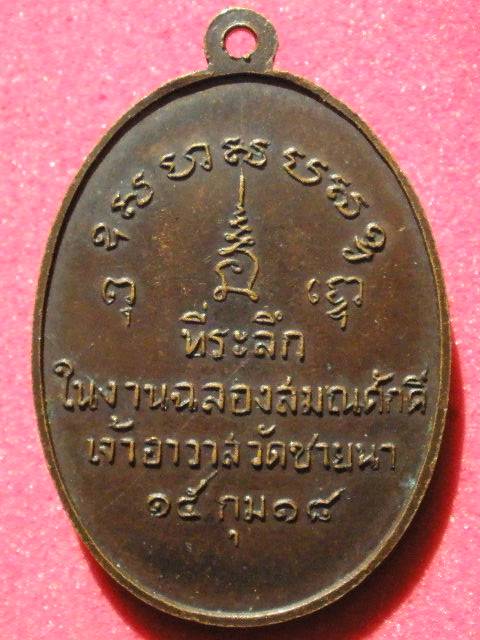 ที่ระลึก
ในงานฉลองสมณศักดิ์
เจ้าอาวาสวัดชายนา
๑๕ กุม ๑๘